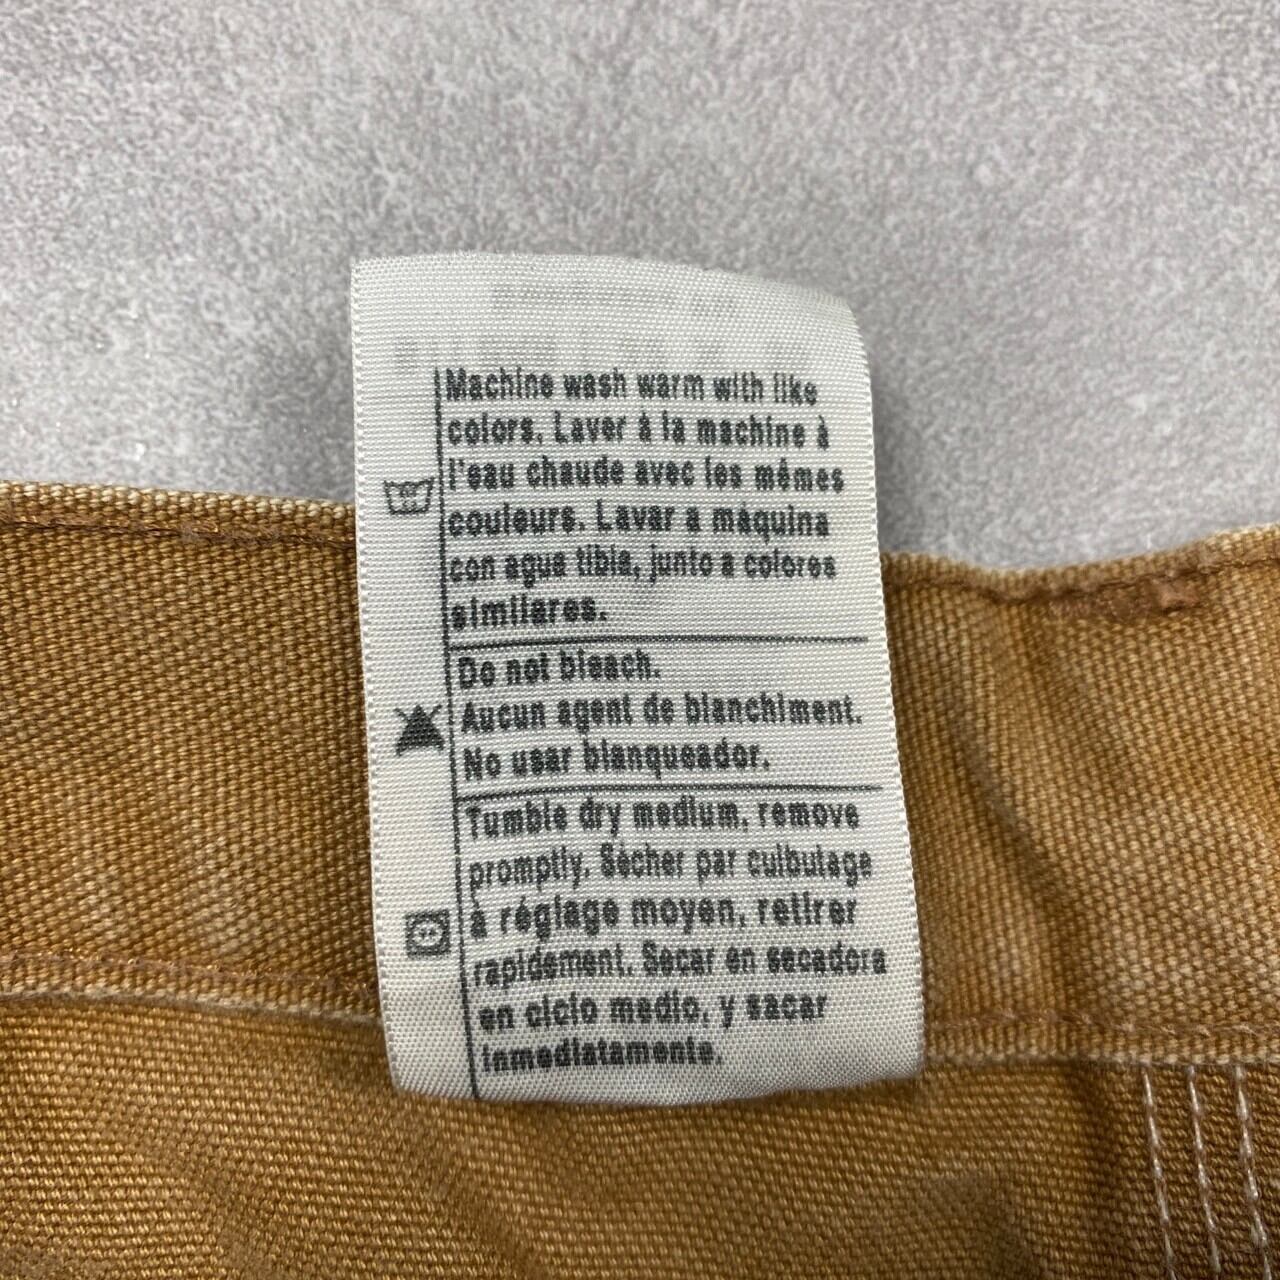 Machine wash warm with like
colors. Laver à la machine à
l'eau chaude avec les mêmes
couleurs. Lavar a máquina
con agua tibia, junto a colores
similares.
Do not bleach.
Aucun agent de blanchiment.
No usar blanqueador.
Tumble dry medium, remove
promptly. Sécher par culbutage
à réglage moyen, retirer
rapidement. Secar en secadora
en ciclo medio, y sacar
inmediatamente.